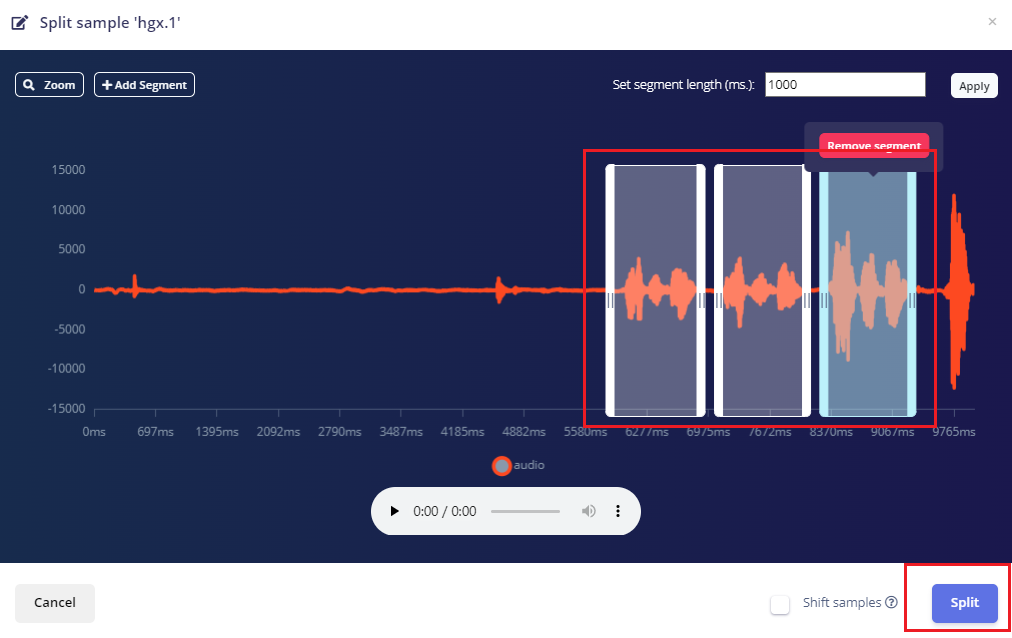 Split sample 'hgx.1'
×
Zoom
Add Segment
Set segment length (ms.):
1000
Apply
Remove segment
15000
10000
5000
0
-5000
-10000
-15000
0ms 697ms 1395ms 2092ms 2790ms 3487ms 4185ms 4882ms 5580ms 6277ms 6975ms 7672ms 8370ms 9067ms 9765ms
audio
0:00 / 0:00
Cancel
Shift samples ?
Split